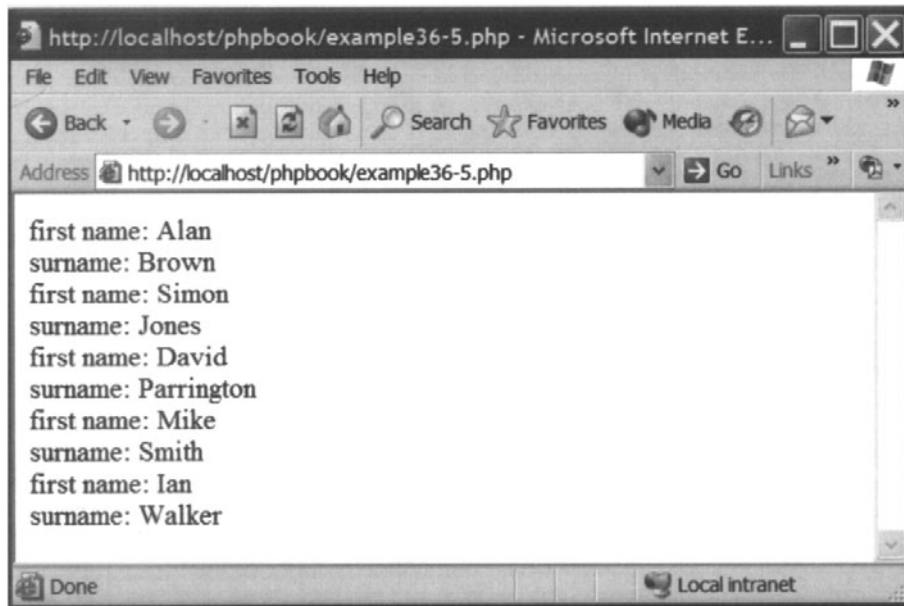 http://localhost/phpbook/example36-5.php - Microsoft Internet E...
File Edit View Favorites Tools Help
Back Search Favorites Media »
Address http://localhost/phpbook/example36-5.php Go Links »
first name: Alan
surname: Brown
first name: Simon
surname: Jones
first name: David
surname: Parrington
first name: Mike
surname: Smith
first name: Ian
surname: Walker
Done Local intranet